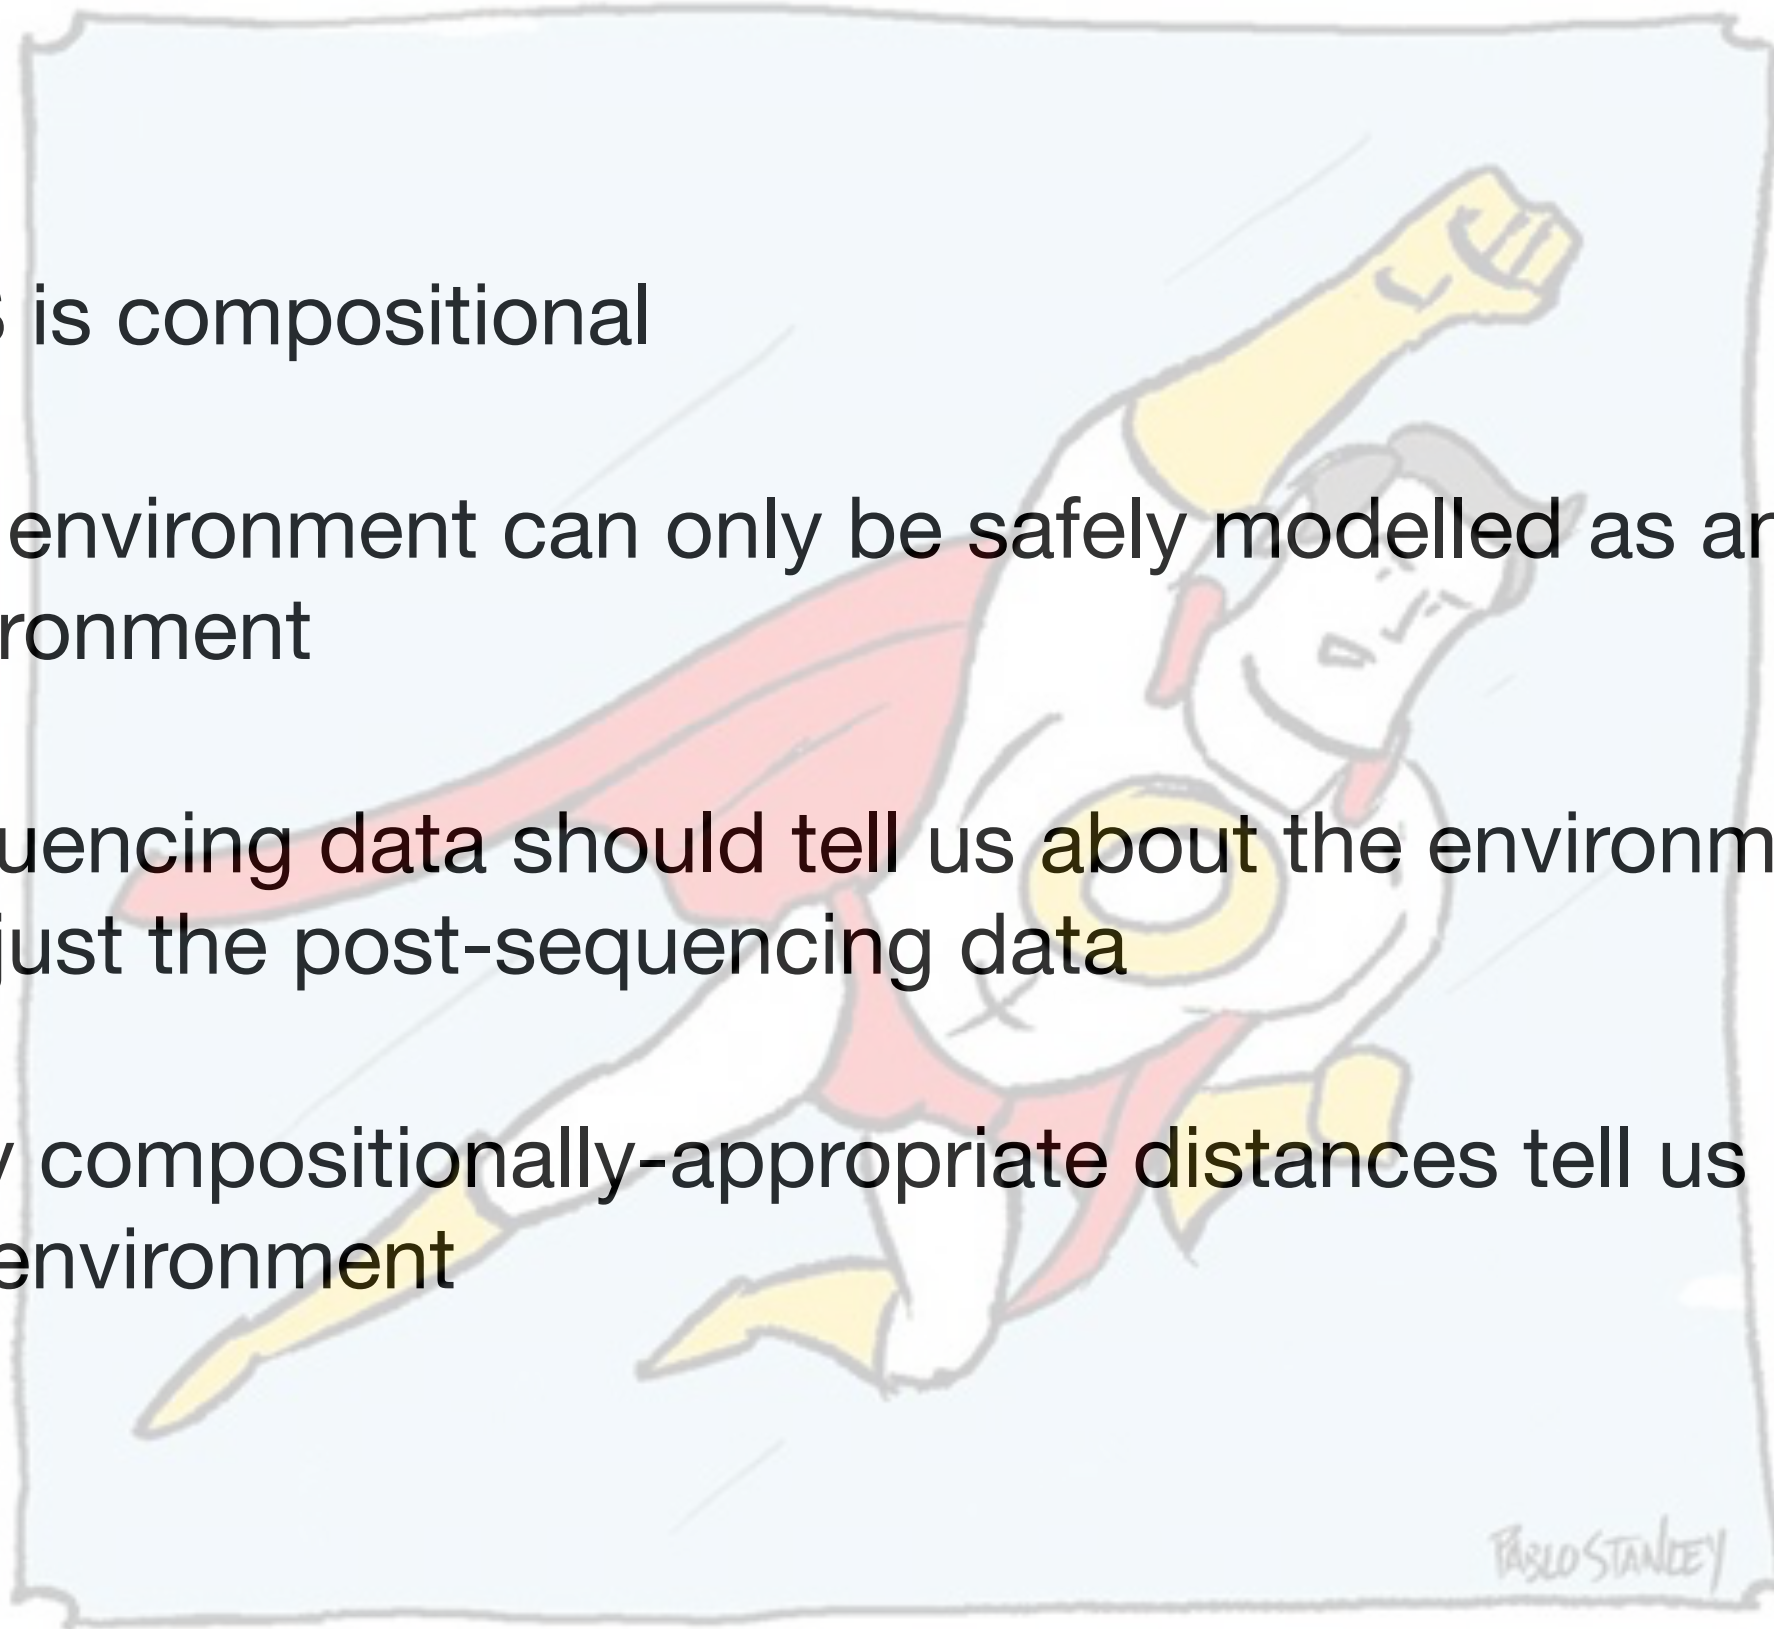 is compositional
environment can only be safely modelled as
ronment
uencing data should tell us about the environm
just the post-sequencing data
compositionally-appropriate distances tell us
environment
PABLO STANLEY